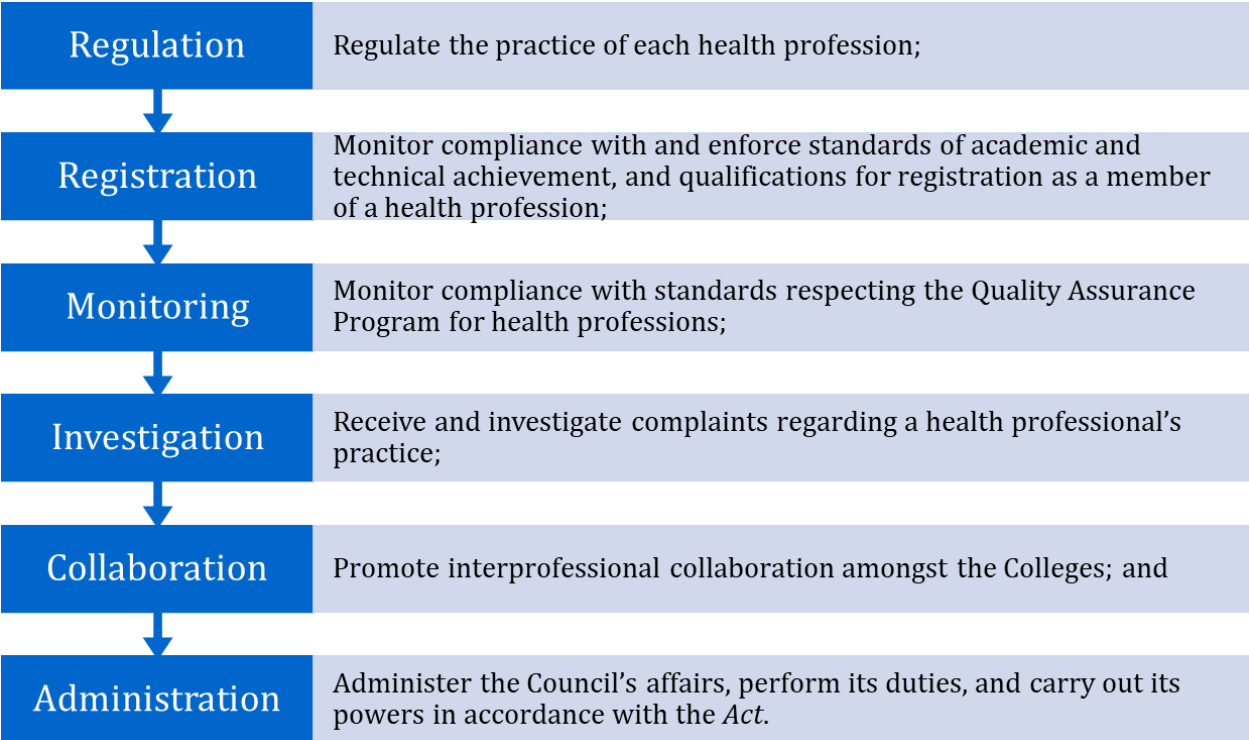 Regulation
Regulate the practice of each health profession;
Registration
Monitor compliance with and enforce standards of academic and
technical achievement, and qualifications for registration as a member
of a health profession;
Monitoring
Monitor compliance with standards respecting the Quality Assurance
Program for health professions;
Investigation
Receive and investigate complaints regarding a health professional’s
practice;
Collaboration
Promote interprofessional collaboration amongst the Colleges; and
Administration
Administer the Council’s affairs, perform its duties, and carry out its
powers in accordance with the Act.